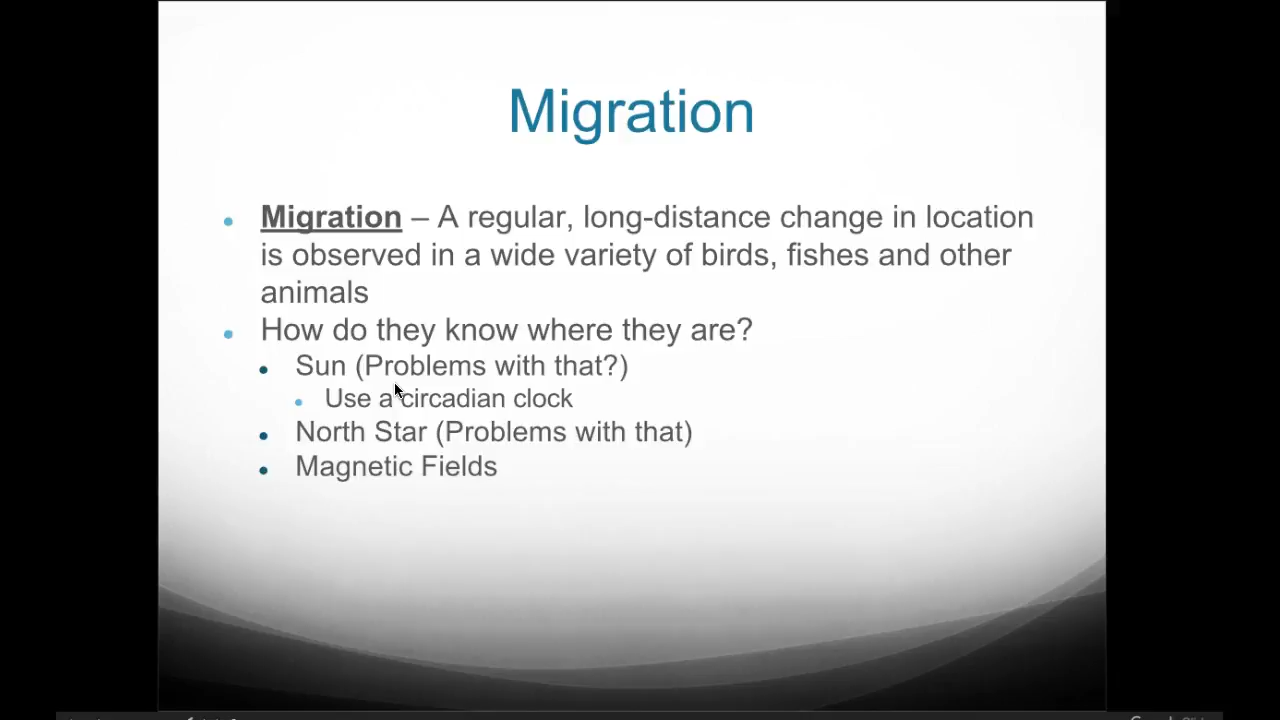 Migration
Migration – A regular, long-distance change in location
is observed in a wide variety of birds, fishes and other
animals
How do they know where they are?
Sun (Problems with that?)
Use a circadian clock
North Star (Problems with that)
Magnetic Fields